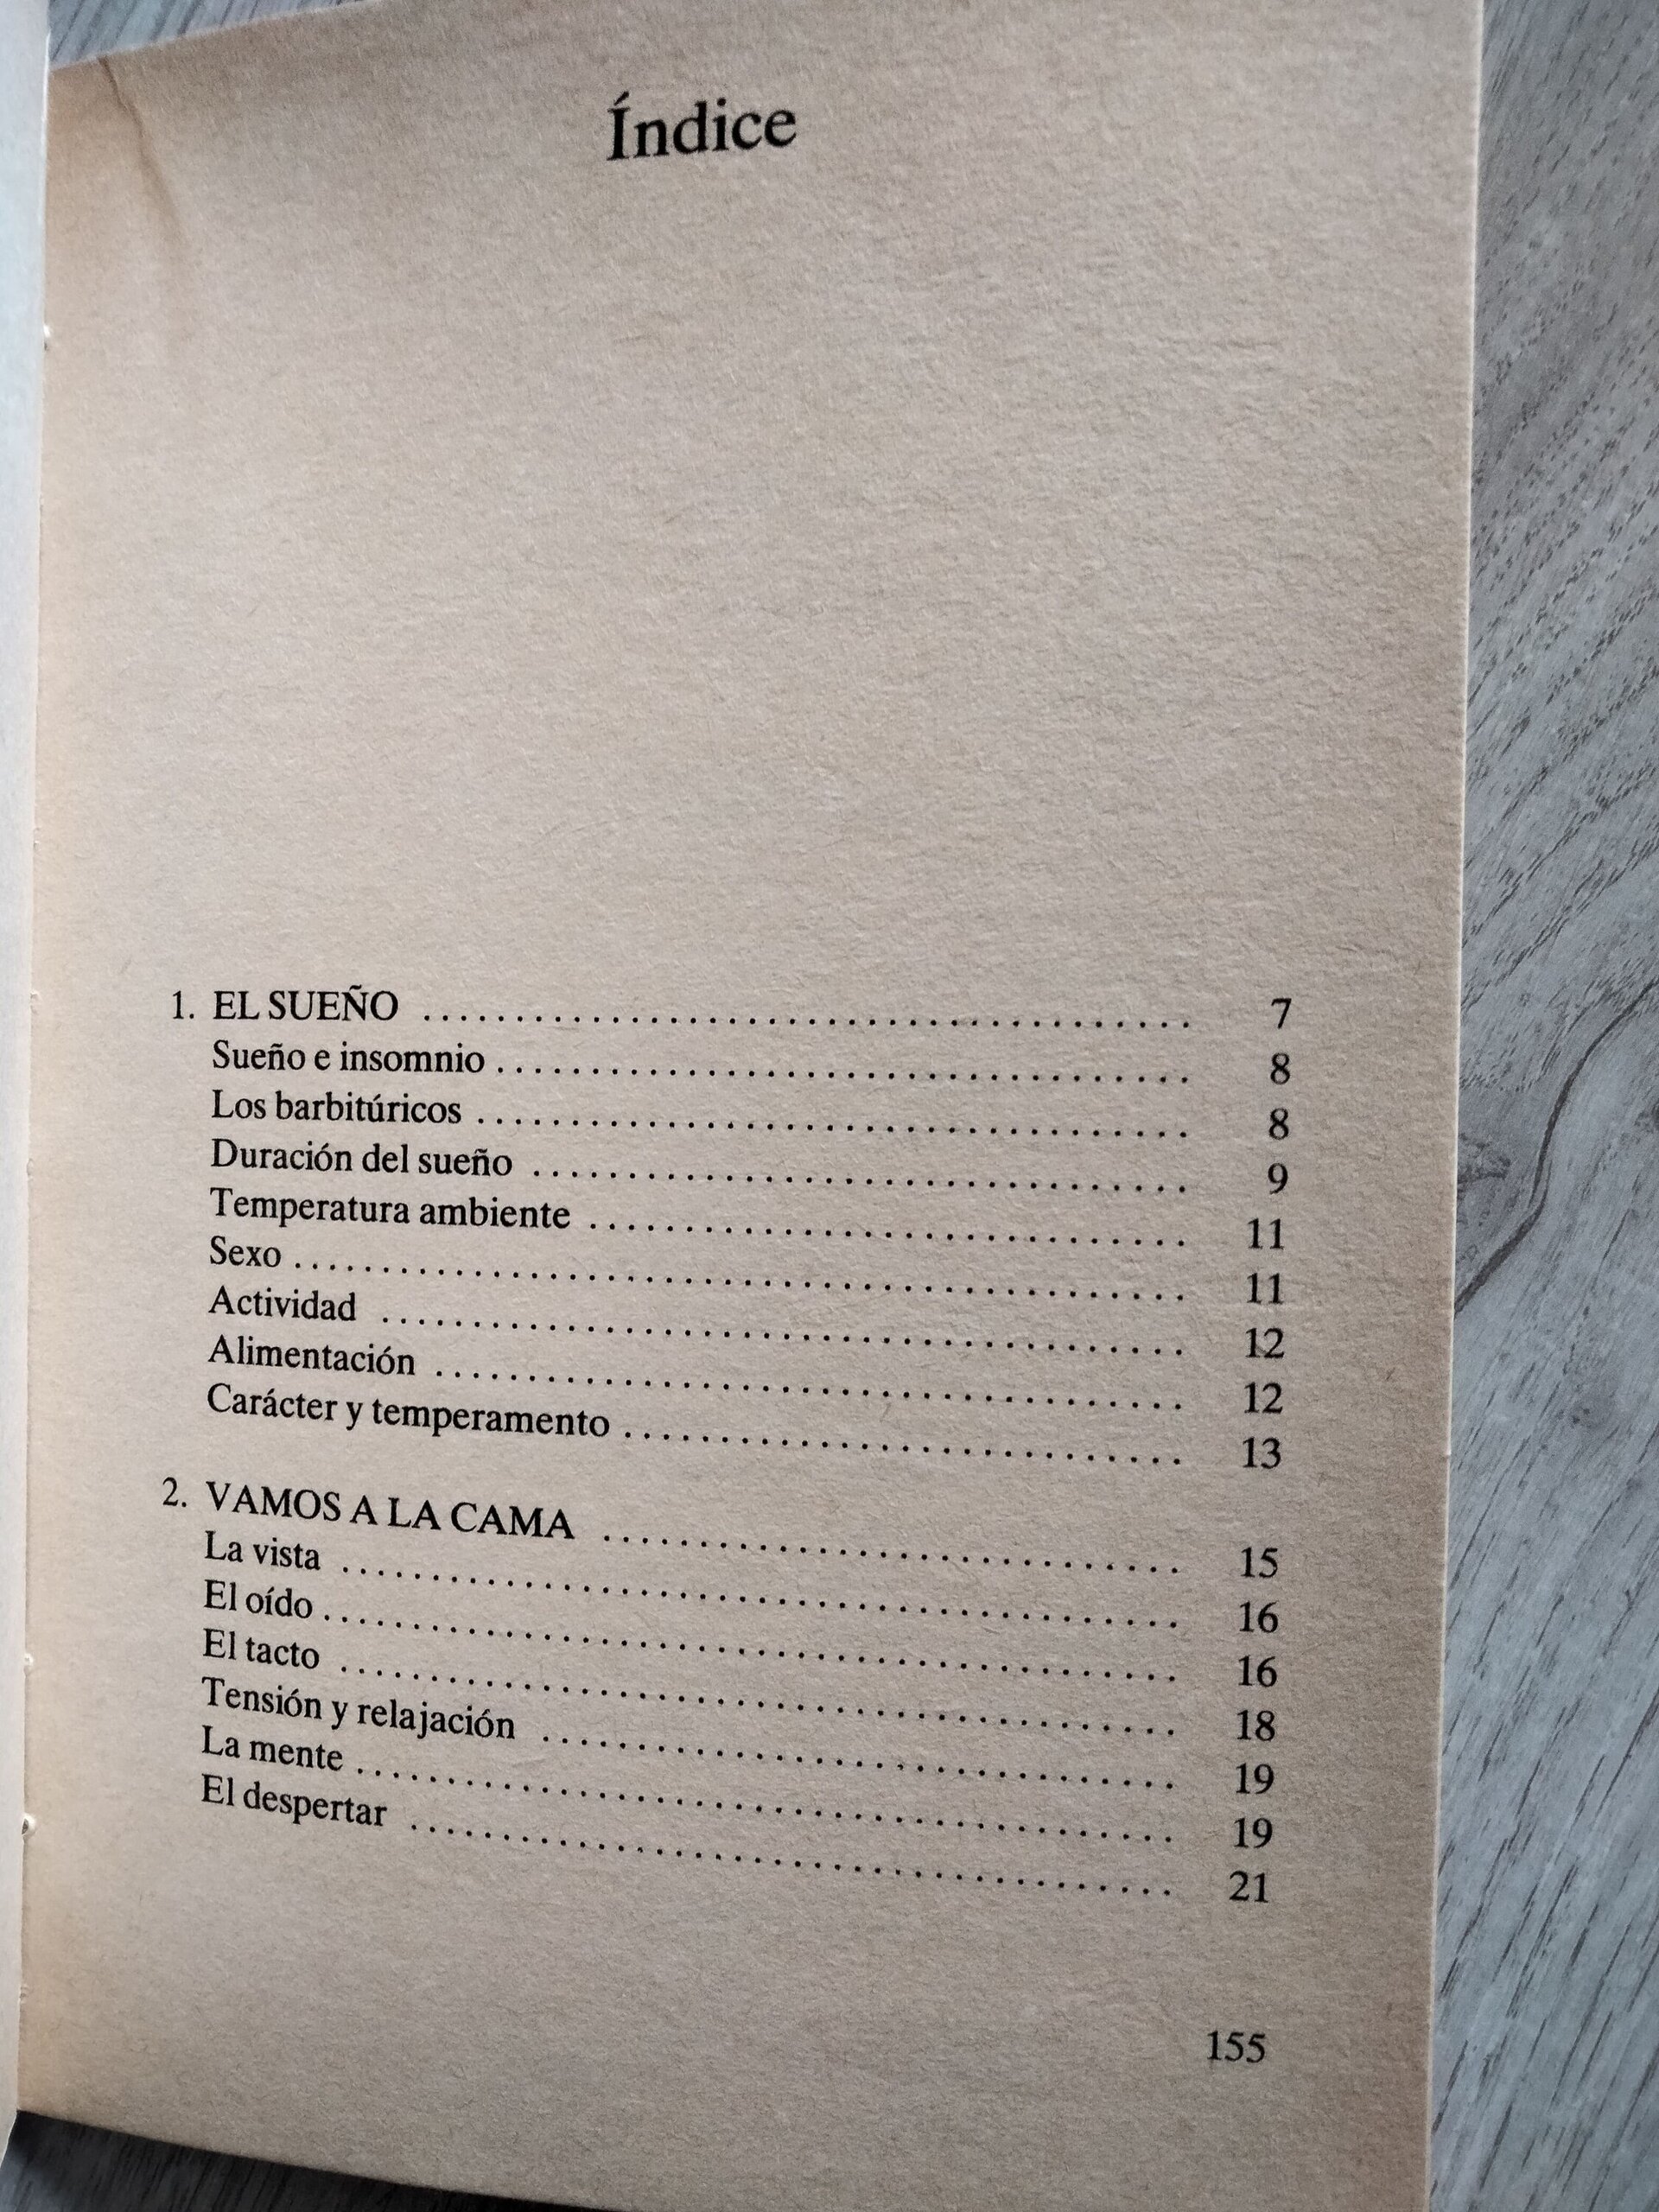 Índice
1. EL SUEÑO ........................................ 7
Sueño e insomnio .................................... 8
Los barbitúricos .................................... 8
Duración del sueño .................................. 9
Temperatura ambiente ................................ 11
Sexo ................................................ 11
Actividad ........................................... 12
Alimentación ........................................ 12
Carácter y temperamento ............................. 13
2. VAMOS A LA CAMA .................................. 15
La vista ............................................ 16
El oído ............................................. 16
El tacto ............................................ 18
Tensión y relajación ................................ 19
La mente ............................................ 19
El despertar ........................................ 21
155